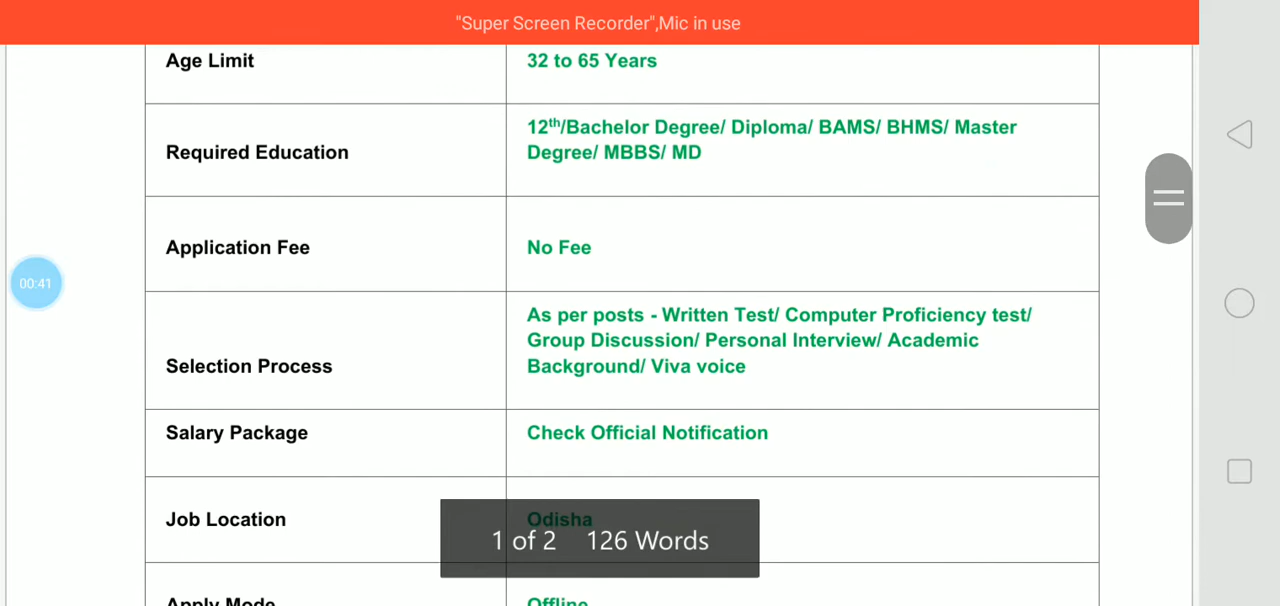 "Super Screen Recorder",Mic in use
Age Limit
32 to 65 Years
12th/Bachelor Degree/ Diploma/ BAMS/ BHMS/ Master
Required Education
Degree/ MBBS/ MD
Application Fee
No Fee
00:41
As per posts - Written Test/ Computer Proficiency test/
Group Discussion/ Personal Interview/ Academic
Selection Process
Background/ Viva voice
Salary Package
Check Official Notification
Job Location
Odisha
1 of 2 126 Words
Apply Mode
Offline